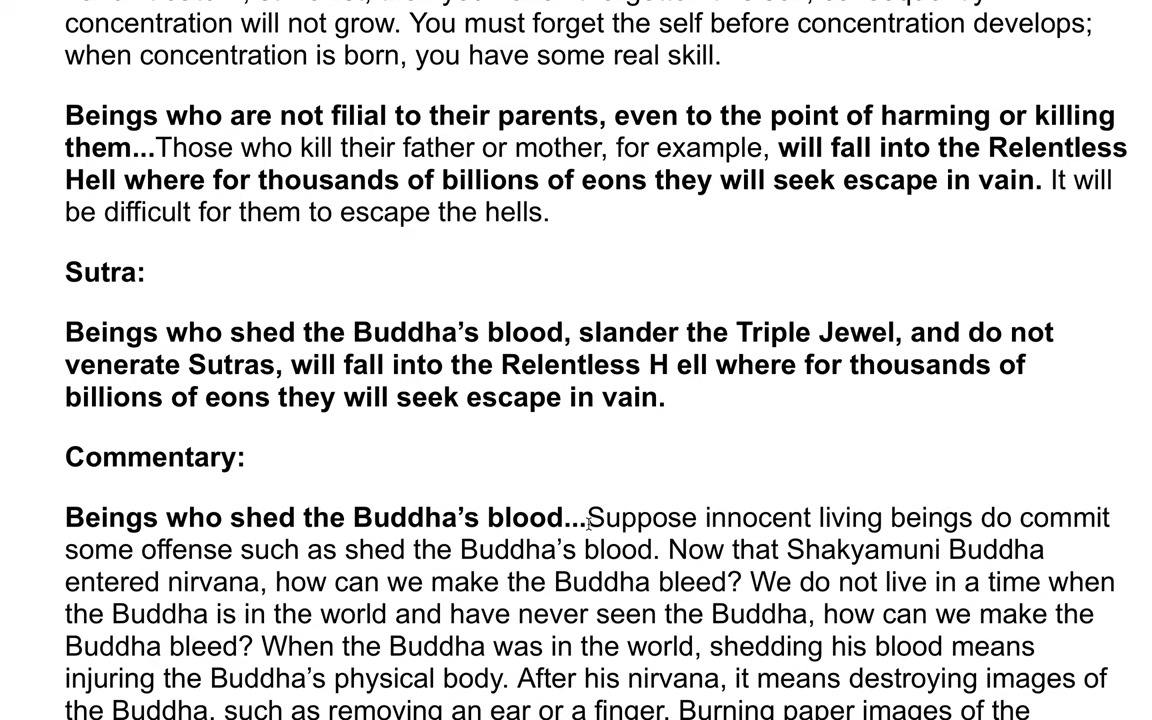 concentration will not grow. You must forget the self before concentration develops;
when concentration is born, you have some real skill.
Beings who are not filial to their parents, even to the point of harming or killing
them...Those who kill their father or mother, for example, will fall into the Relentless
Hell where for thousands of billions of eons they will seek escape in vain. It will
be difficult for them to escape the hells.
Sutra:
Beings who shed the Buddha’s blood, slander the Triple Jewel, and do not
venerate Sutras, will fall into the Relentless H ell where for thousands of
billions of eons they will seek escape in vain.
Commentary:
Beings who shed the Buddha’s blood...Suppose innocent living beings do commit
some offense such as shed the Buddha’s blood. Now that Shakyamuni Buddha
entered nirvana, how can we make the Buddha bleed? We do not live in a time when
the Buddha is in the world and have never seen the Buddha, how can we make the
Buddha bleed? When the Buddha was in the world, shedding his blood means
injuring the Buddha’s physical body. After his nirvana, it means destroying images of
the Buddha, such as removing an ear or a finger. Burning paper images of the